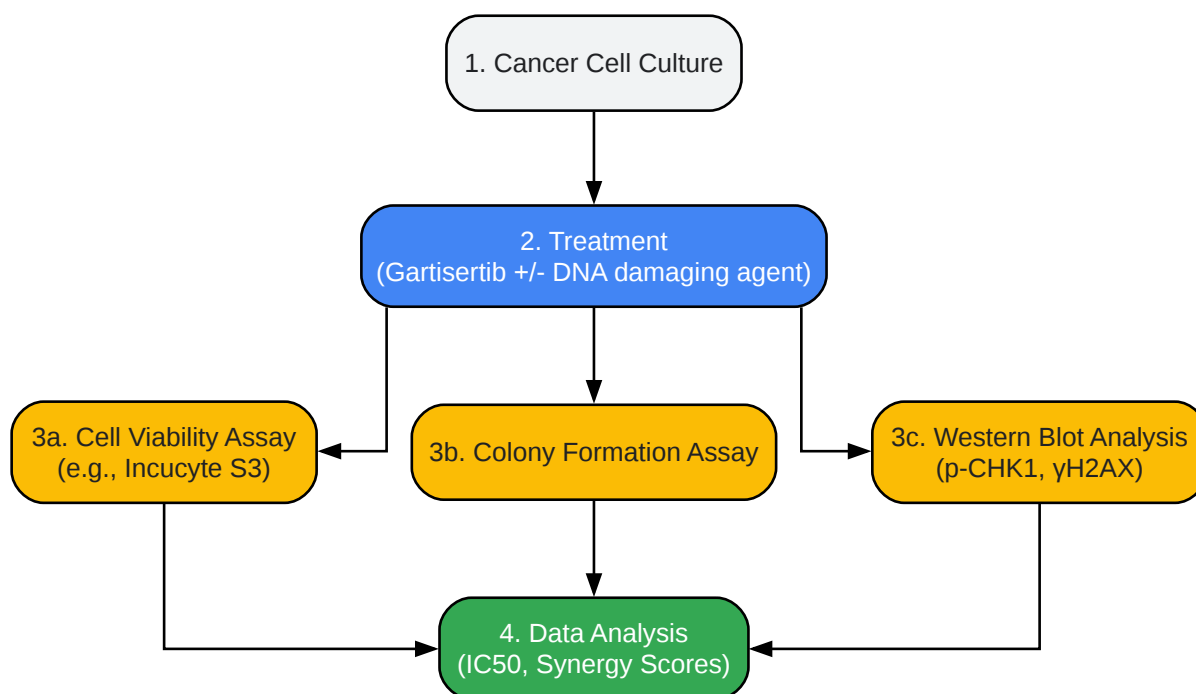 1. Cancer Cell Culture
2. Treatment
(Gartisertib +/- DNA damaging agent)
3a. Cell Viability Assay
(e.g., Incucyte S3)
3b. Colony Formation Assay
3c. Western Blot Analysis
(p-CHK1, γH2AX)
4. Data Analysis
(IC50, Synergy Scores)